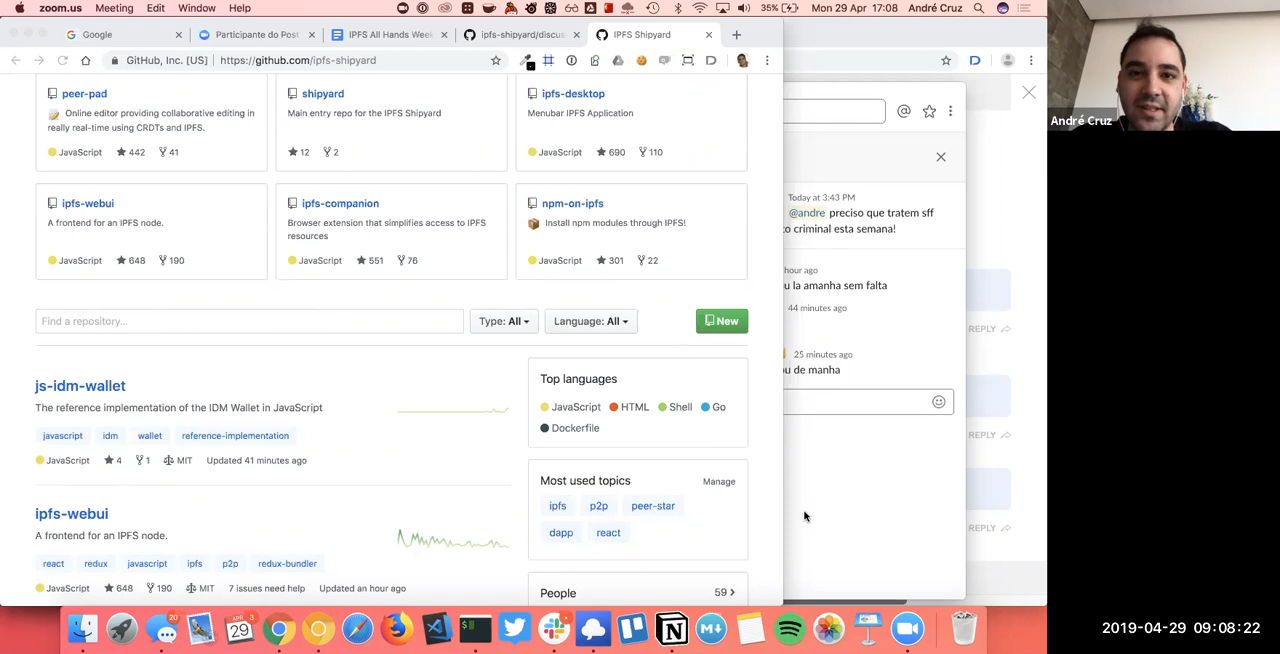 zoom.us Meeting Edit Window Help
35% Mon 29 Apr 17:08 André Cruz
Google
Participante do Post
IPFS All Hands Week
ipfs-shipyard/discus
IPFS Shipyard
GitHub, Inc. [US] https://github.com/ipfs-shipyard
peer-pad
Online editor providing collaborative editing in
really real-time using CRDTs and IPFS.
JavaScript 442 41
shipyard
Main entry repo for the IPFS Shipyard
12 2
ipfs-desktop
Menubar IPFS Application
JavaScript 690 110
ipfs-webui
A frontend for an IPFS node.
JavaScript 648 190
ipfs-companion
Browser extension that simplifies access to IPFS
resources
JavaScript 551 76
npm-on-ipfs
Install npm modules through IPFS!
JavaScript 301 22
Find a repository...
Type: All
Language: All
New
js-idm-wallet
The reference implementation of the IDM Wallet in JavaScript
javascript idm wallet reference-implementation
JavaScript 4 1 MIT Updated 41 minutes ago
ipfs-webui
A frontend for an IPFS node.
react redux javascript ipfs p2p redux-bundler
JavaScript 648 190 MIT 7 issues need help Updated an hour ago
Top languages
JavaScript HTML Shell Go
Dockerfile
Most used topics Manage
ipfs p2p peer-star
dapp react
People 59
Today at 3:43 PM
@andre preciso que tratem sff
o criminal esta semana!
hour ago
u la amanha sem falta
44 minutes ago
25 minutes ago
u de manha
REPLY
REPLY
REPLY
André Cruz
20
APR
29
3
2019-04-29 09:08:22